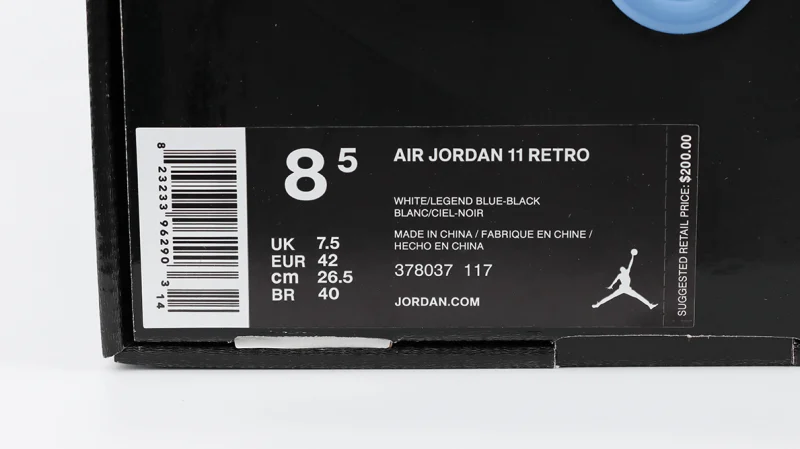 8 23233 96290 3 14
8 5
AIR JORDAN 11 RETRO
WHITE/LEGEND BLUE-BLACK
BLANC/CIEL-NOIR
MADE IN CHINA / FABRIQUE EN CHINE /
HECHO EN CHINA
378037 117
JORDAN.COM
UK 7.5
EUR 42
cm 26.5
BR 40
SUGGESTED RETAIL PRICE: $200.00